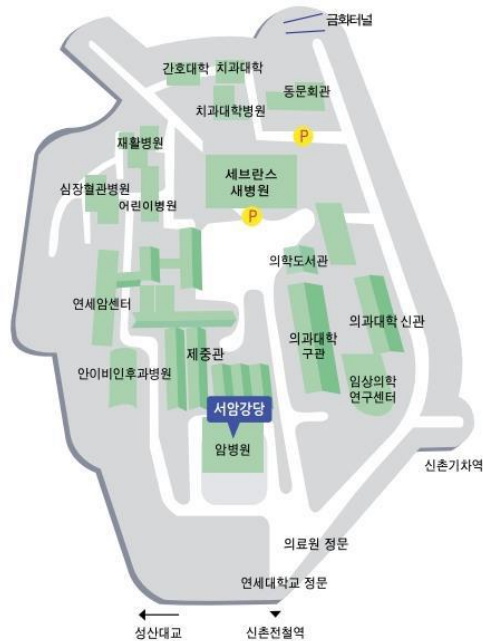 금화터널
간호대학
치과대학
동문회관
치과대학병원
P
재활병원
세브란스
새병원
심장혈관병원
어린이병원
P
의학도서관
연세암센터
의과대학 신관
의과대학
구관
제중관
안이비인후과병원
임상의학
연구센터
서암강당
암병원
신촌기차역
의료원 정문
연세대학교 정문
성산대교
신촌전철역